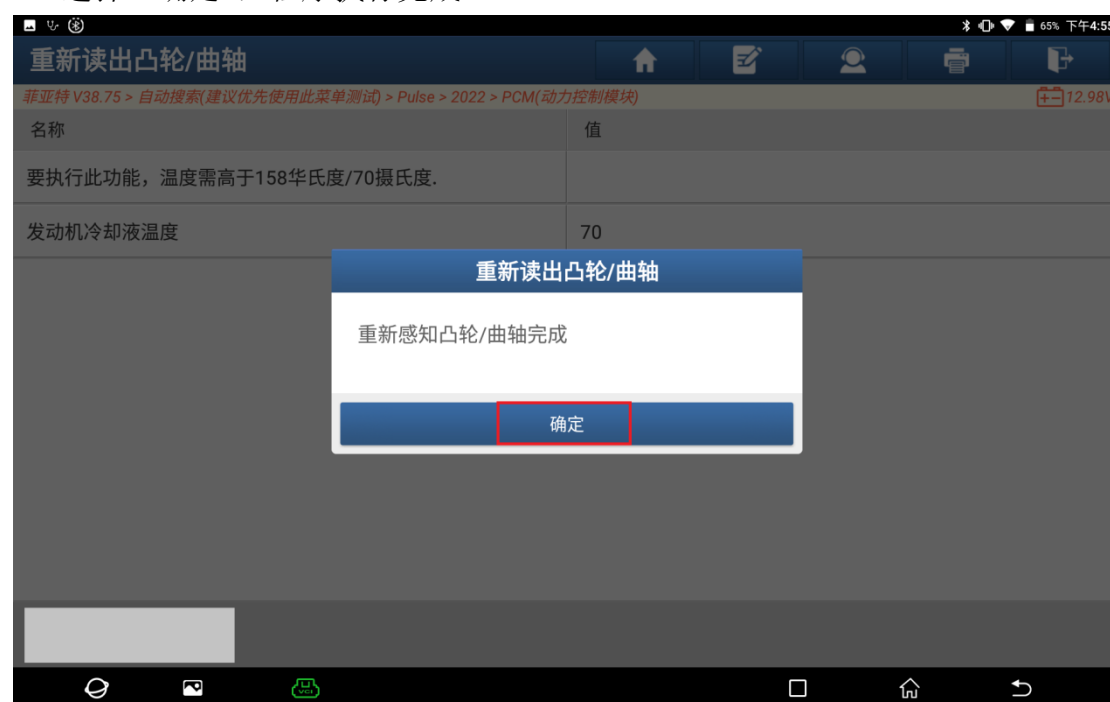 下午4:55
65%
重新读出凸轮/曲轴
菲亚特 V38.75 > 自动搜索(建议优先使用此菜单测试) > Pulse > 2022 > PCM(动力控制模块)
12.98V
名称
值
要执行此功能，温度需高于158华氏度/70摄氏度.
发动机冷却液温度
70
重新读出凸轮/曲轴
重新感知凸轮/曲轴完成
确定
VCI